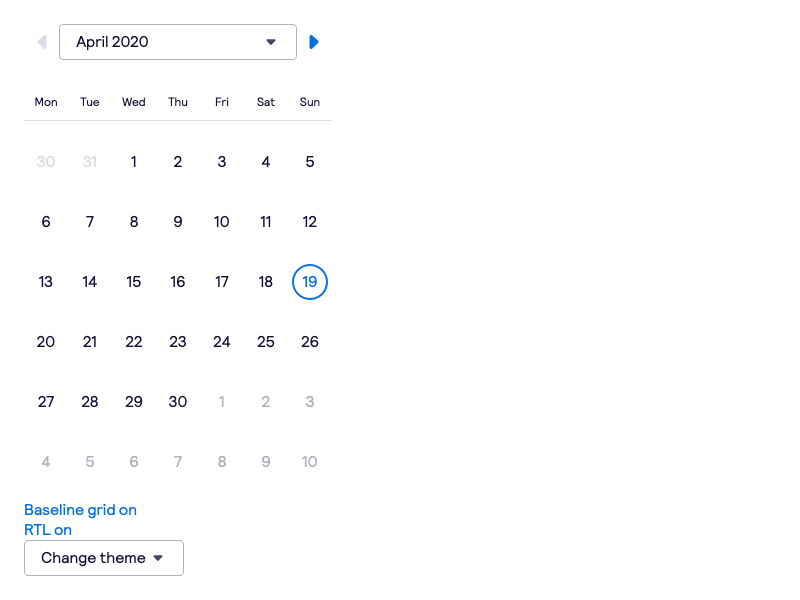 April 2020
Mon Tue Wed Thu Fri Sat Sun
30 31 1 2 3 4 5
6 7 8 9 10 11 12
13 14 15 16 17 18 19
20 21 22 23 24 25 26
27 28 29 30 1 2 3
4 5 6 7 8 9 10
Baseline grid on
RTL on
Change theme